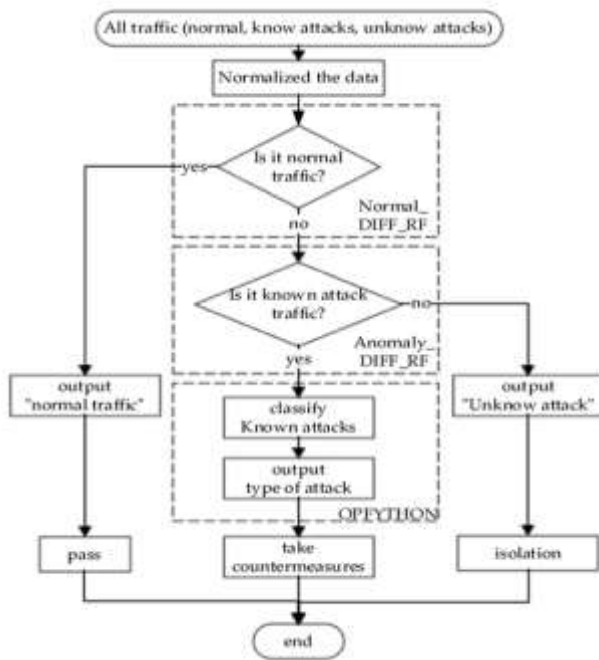 All traffic (normal, know attacks, unknow attacks)
Normalized the data
Is it normal
traffic?
yes
no
Normal_
DIFF_RF
Is it known attack
traffic?
no
yes
Anomaly_
DIFF_RF
output
"normal traffic"
classify
Known attacks
output
"Unknow attack"
output
type of attack
OPFYTHON
pass
take
countermeasures
isolation
end